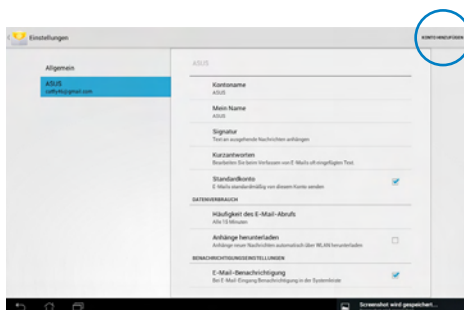 Einstellungen
KONTO HINZUFÜGEN
Allgemein
ASUS
ASUS
Kontoname
ASUS
Mein Name
ASUS
Signatur
Text an ausgehende Nachrichten anhängen
Kurzantworten
Bearbeiten Sie beim Verfassen von E-Mails oft eingefügten Text.
Standardkonto
E-Mails standardmäßig von diesem Konto senden
DATENVERBRAUCH
Häufigkeit des E-Mail-Abrufs
Alle 10 Minuten
Anhänge herunterladen
Anhänge neuer Nachrichten automatisch über WLAN herunterladen
BENACHRICHTIGUNGSEINSTELLUNGEN
E-Mail-Benachrichtigung
Bei E-Mail-Eingang Benachrichtigung in der Systemleiste
Screenshot wird gespeichert...